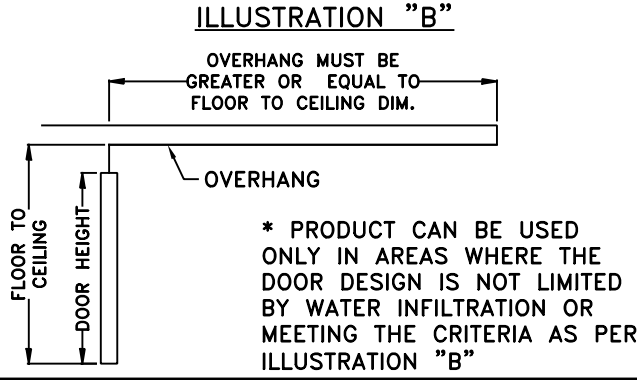 ILLUSTRATION "B"
OVERHANG MUST BE
GREATER OR EQUAL TO
FLOOR TO CEILING DIM.
OVERHANG
FLOOR TO
CEILING
DOOR HEIGHT
* PRODUCT CAN BE USED
ONLY IN AREAS WHERE THE
DOOR DESIGN IS NOT LIMITED
BY WATER INFILTRATION OR
MEETING THE CRITERIA AS PER
ILLUSTRATION "B"